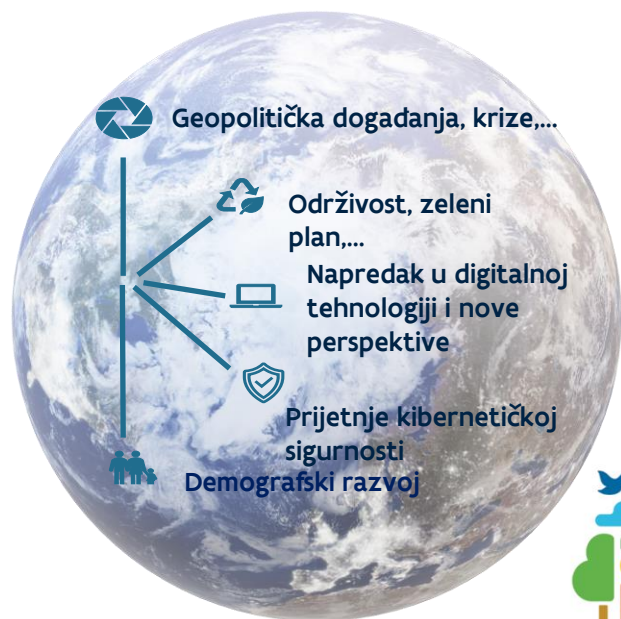 Geopolitička događanja, krize,...
Održivost, zeleni
plan,...
Napredak u digitalnoj
tehnologiji i nove
perspektive
Prijetnje kibernetičkoj
sigurnosti
Demografski razvoj